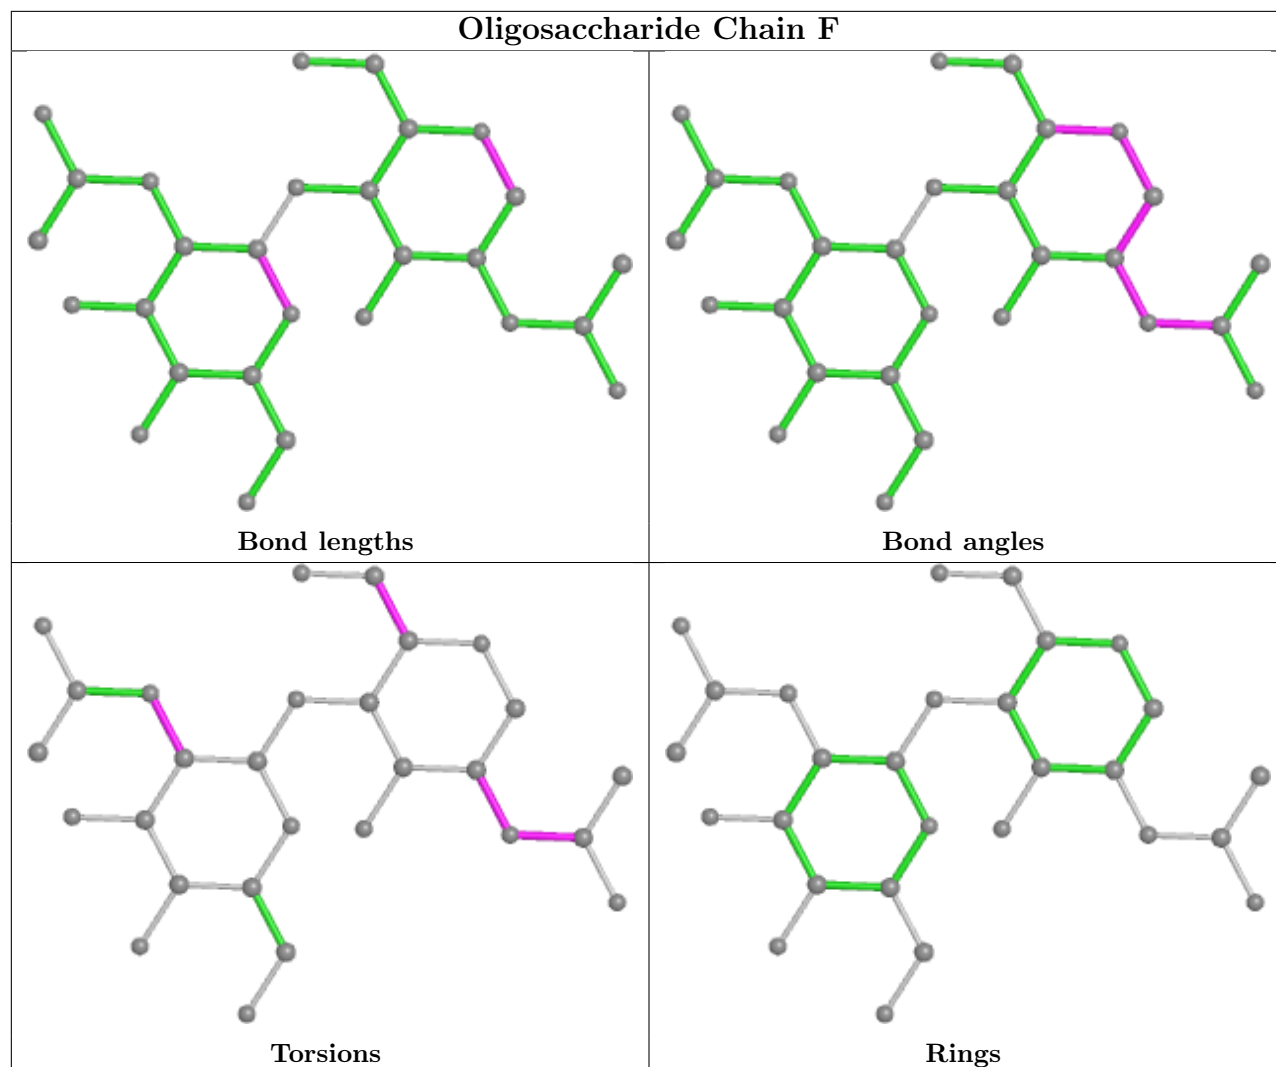 Oligosaccharide Chain F
Bond lengths
Bond angles
Torsions
Rings